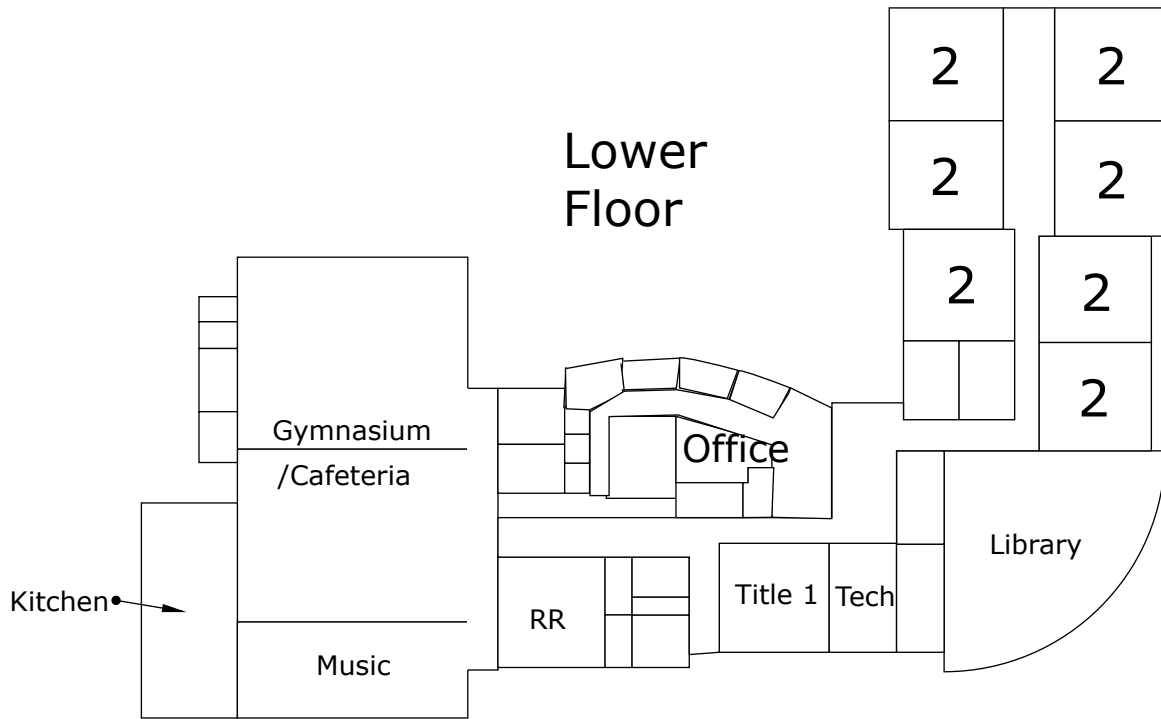 2
2
Lower
Floor
2
2
2
2
2
Gymnasium
/Cafeteria
Office
Library
Kitchen
Title 1
Tech
RR
Music